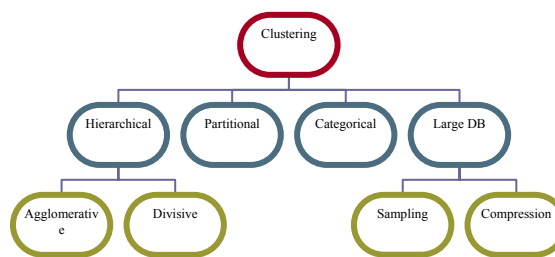 Clustering
Hierarchical
Partitional
Categorical
Large DB
Agglomerativ
e
Divisive
Sampling
Compression